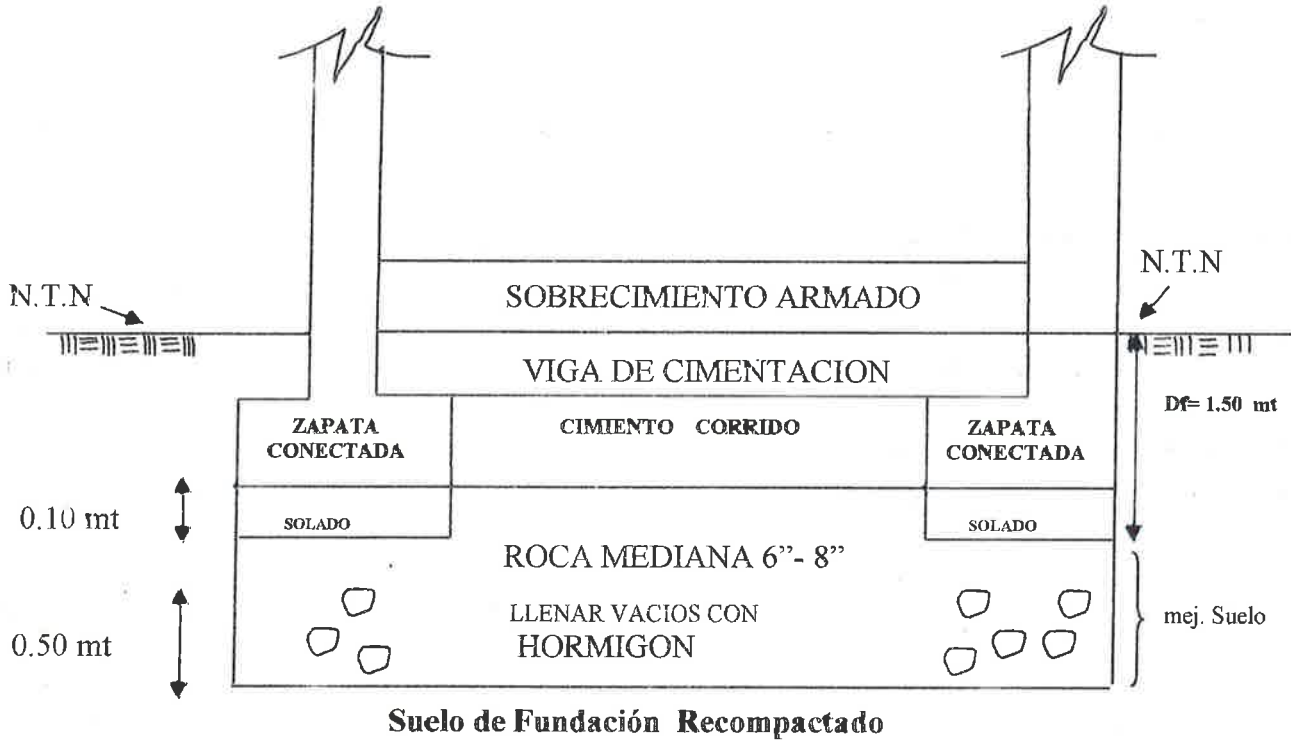 N.T.N
N.T.N
SOBRECIMIENTO ARMADO
VIGA DE CIMENTACION
Df= 1.50 mt
ZAPATA
CONECTADA
CIMIENTO CORRIDO
ZAPATA
CONECTADA
0.10 mt
SOLADO
SOLADO
ROCA MEDIANA 6”- 8”
LLENAR VACIOS CON
HORMIGON
mej. Suelo
0.50 mt
Suelo de Fundación Recompactado